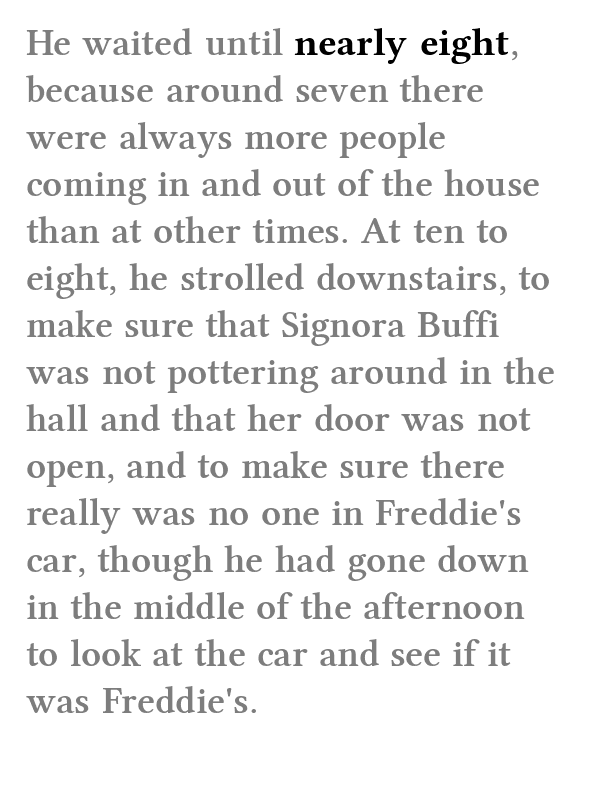 He waited until nearly eight,
because around seven there
were always more people
coming in and out of the house
than at other times. At ten to
eight, he strolled downstairs, to
make sure that Signora Buffi
was not pottering around in the
hall and that her door was not
open, and to make sure there
really was no one in Freddie's
car, though he had gone down
in the middle of the afternoon
to look at the car and see if it
was Freddie's.